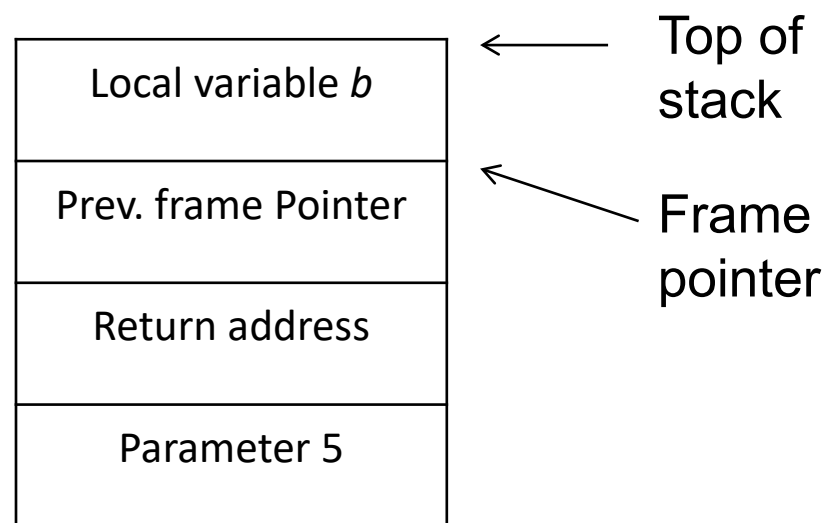 Local variable b
Top of
stack
Prev. frame Pointer
Frame
pointer
Return address
Parameter 5